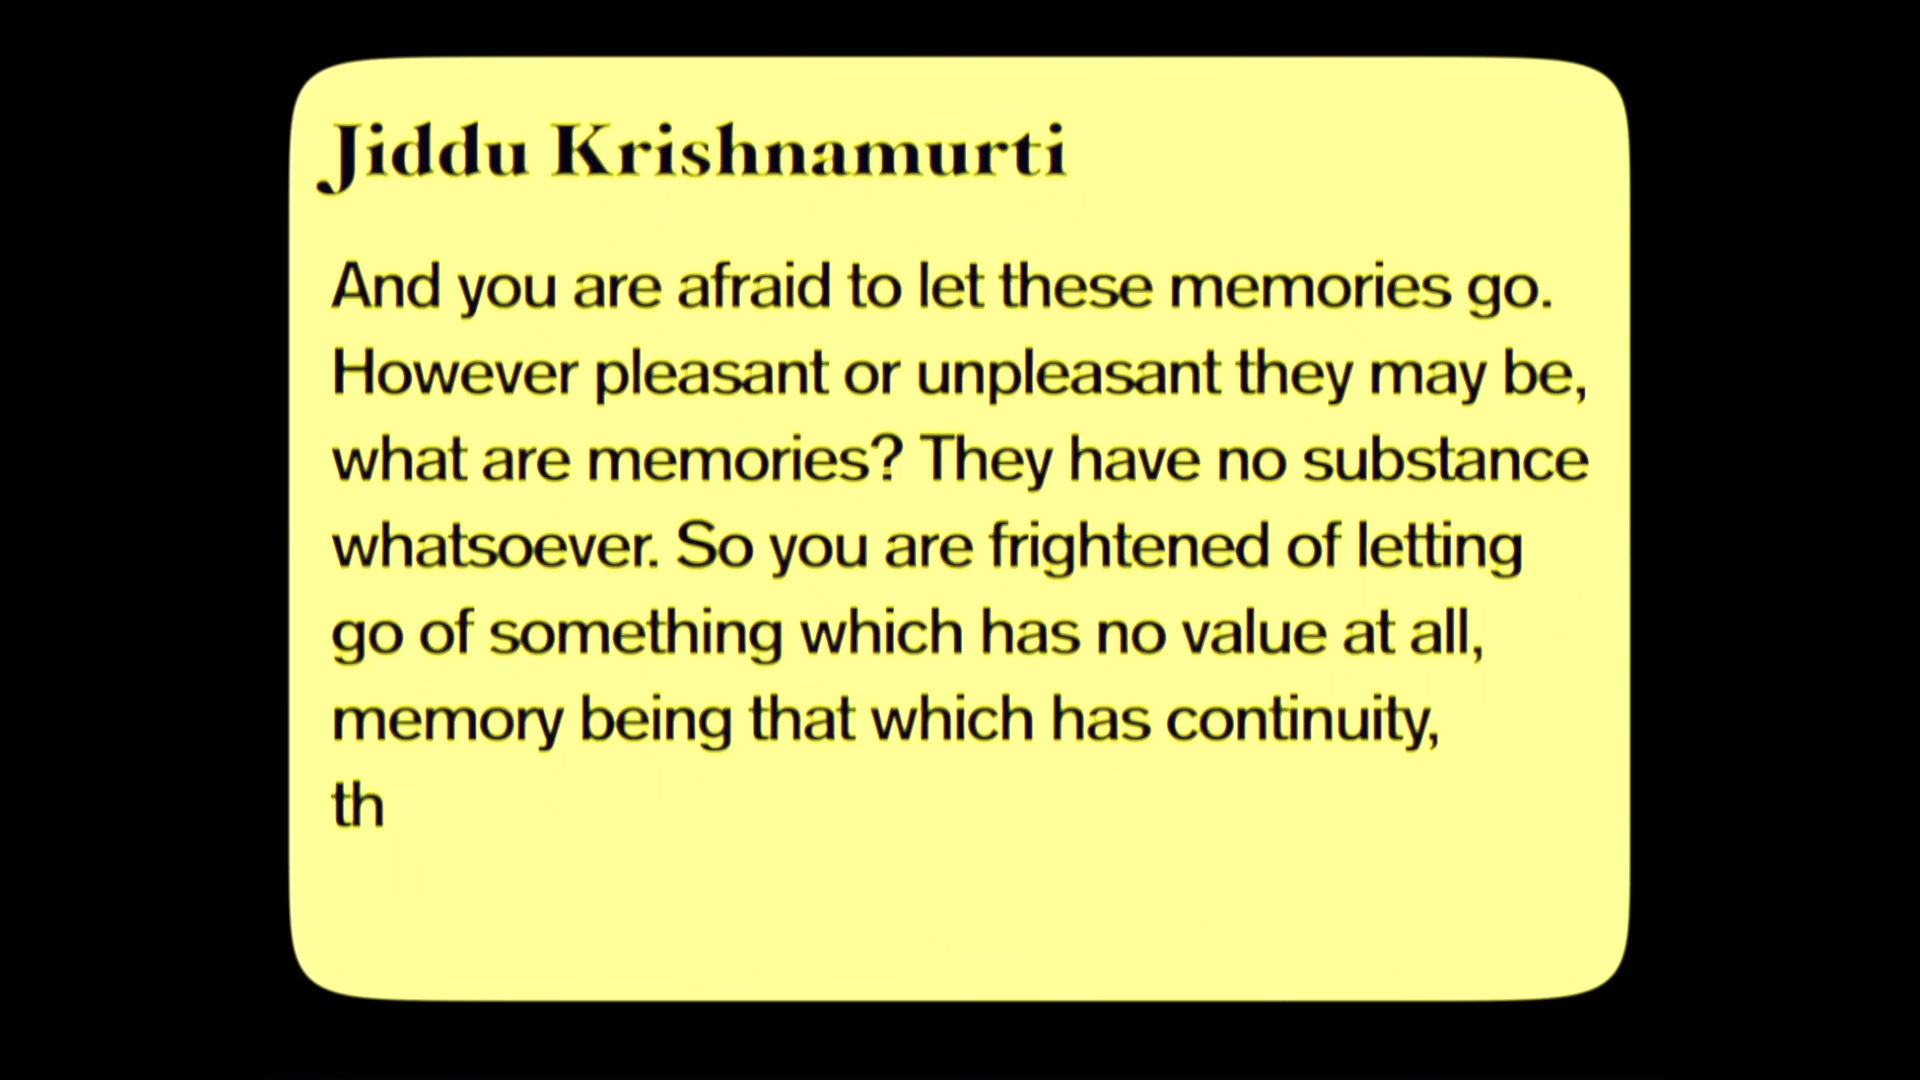 Jiddu Krishnamurti
And you are afraid to let these memories go.
However pleasant or unpleasant they may be,
what are memories? They have no substance
whatsoever. So you are frightened of letting
go of something which has no value at all,
memory being that which has continuity,
th